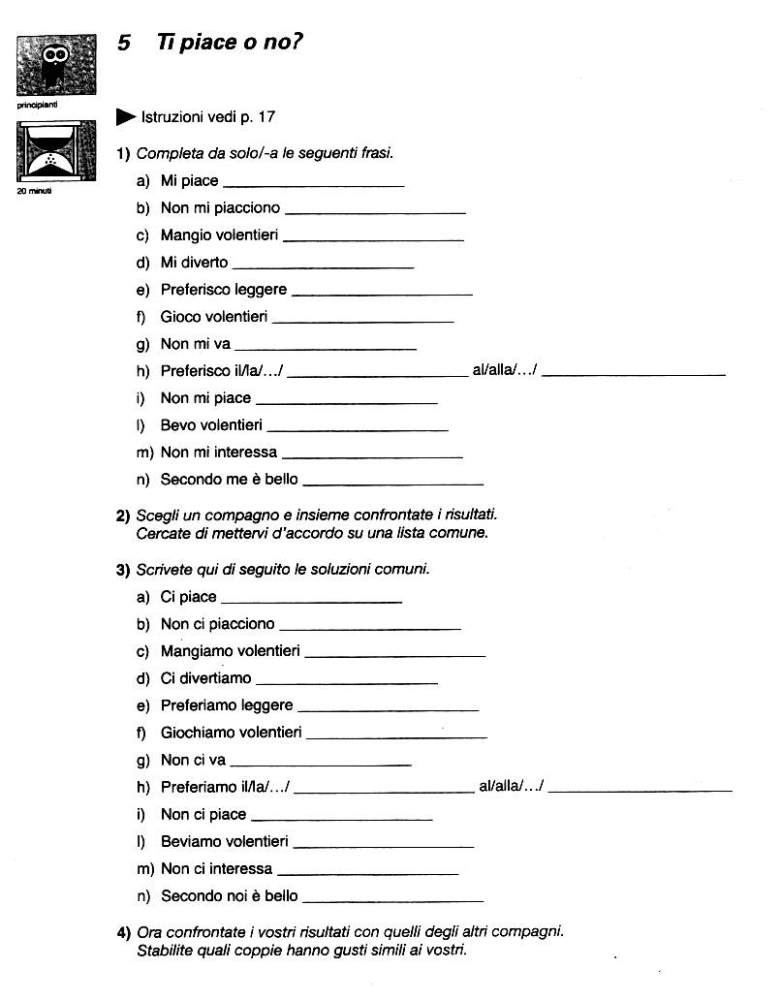 5 Ti piace o no?
principianti
Istruzioni vedi p. 17
20 minuti
1) Completa da solo/-a le seguenti frasi.
a) Mi piace ____________________
b) Non mi piacciono ____________________
c) Mangio volentieri ____________________
d) Mi diverto ____________________
e) Preferisco leggere ____________________
f) Gioco volentieri ____________________
g) Non mi va ____________________
h) Preferisco il/la/.../ ____________________ al/alla/.../ ____________________
i) Non mi piace ____________________
l) Bevo volentieri ____________________
m) Non mi interessa ____________________
n) Secondo me è bello ____________________
2) Scegli un compagno e insieme confrontate i risultati.
Cercate di mettervi d'accordo su una lista comune.
3) Scrivete qui di seguito le soluzioni comuni.
a) Ci piace ____________________
b) Non ci piacciono ____________________
c) Mangiamo volentieri ____________________
d) Ci divertiamo ____________________
e) Preferiamo leggere ____________________
f) Giochiamo volentieri ____________________
g) Non ci va ____________________
h) Preferiamo il/la/.../ ____________________ al/alla/.../ ____________________
i) Non ci piace ____________________
l) Beviamo volentieri ____________________
m) Non ci interessa ____________________
n) Secondo noi è bello ____________________
4) Ora confrontate i vostri risultati con quelli degli altri compagni.
Stabilite quali coppie hanno gusti simili ai vostri.